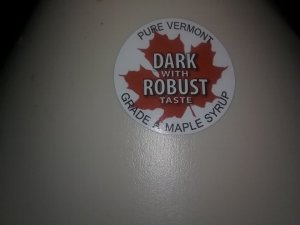 PURE VERMONT
DARK
WITH
ROBUST
TASTE
GRADE A MAPLE SYRUP